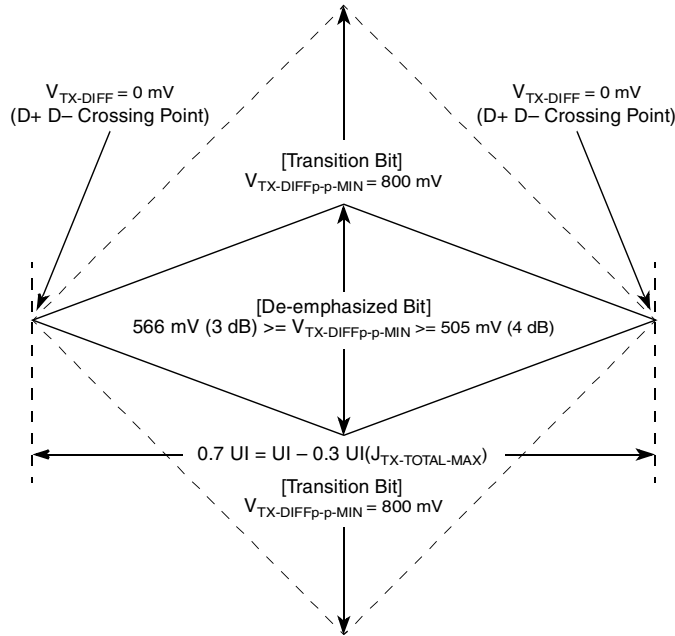 V_TX-DIFF = 0 mV
(D+ D– Crossing Point)
V_TX-DIFF = 0 mV
(D+ D– Crossing Point)
[Transition Bit]
V_TX-DIFFp-p-MIN = 800 mV
[De-emphasized Bit]
566 mV (3 dB) >= V_TX-DIFFp-p-MIN >= 505 mV (4 dB)
0.7 UI = UI – 0.3 UI(J_TX-TOTAL-MAX)
[Transition Bit]
V_TX-DIFFp-p-MIN = 800 mV